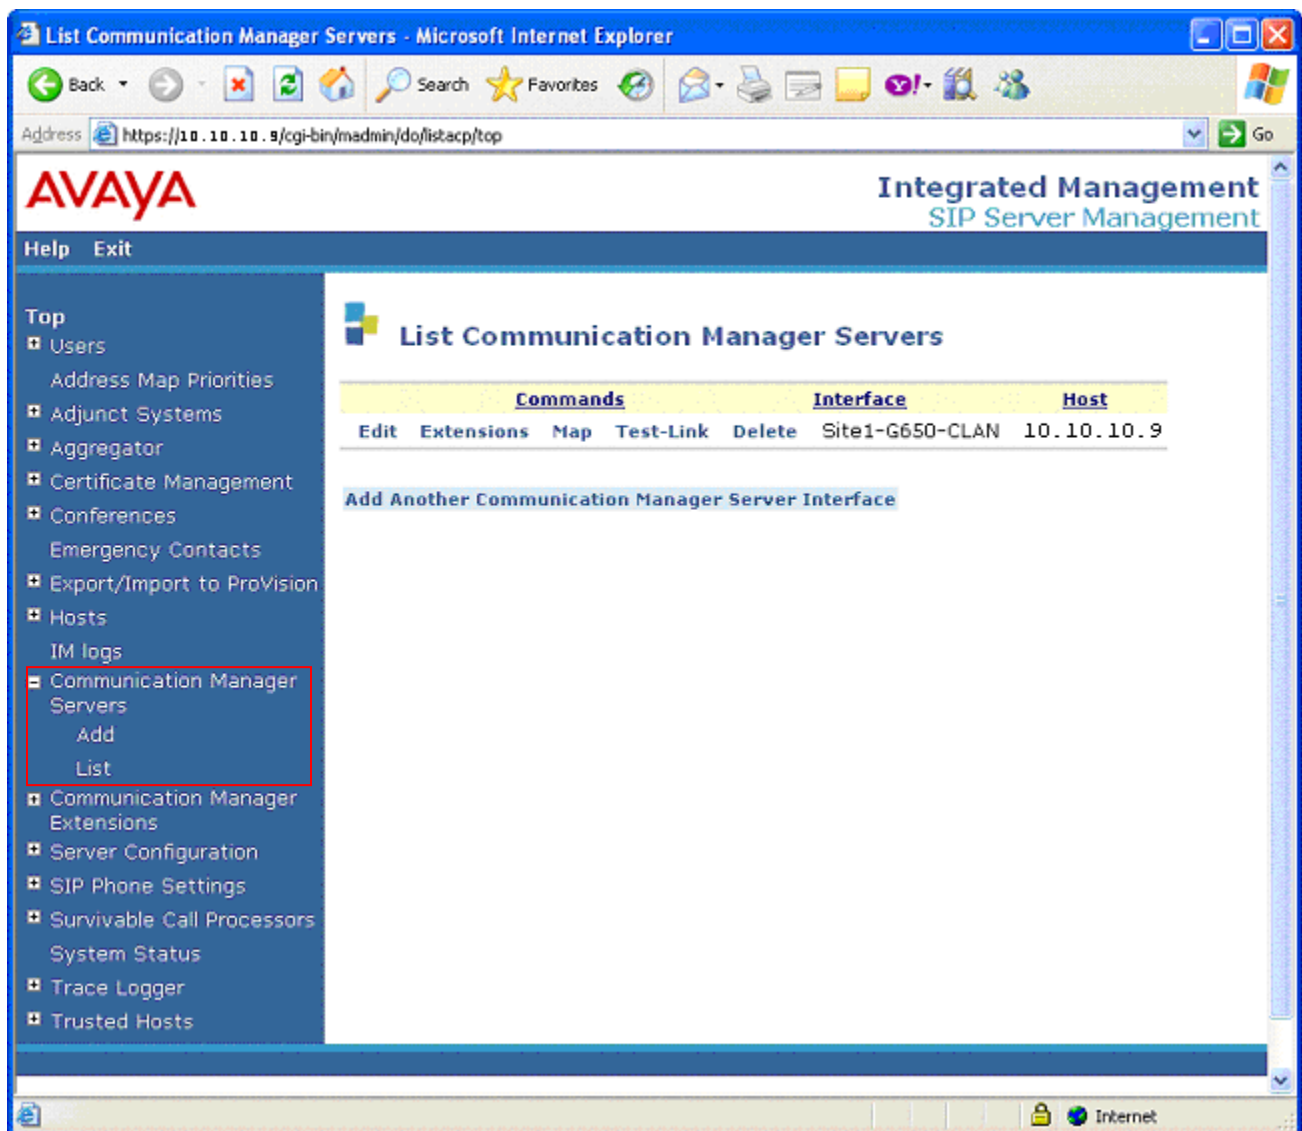 List Communication Manager Servers - Microsoft Internet Explorer
Back Search Favorites
Address https://10.10.10.9/cgi-bin/madmin/do/listacp/top Go
AVAYA
Integrated Management
SIP Server Management
Help Exit
Top
Users
Address Map Priorities
Adjunct Systems
Aggregator
Certificate Management
Conferences
Emergency Contacts
Export/Import to ProVision
Hosts
IM logs
Communication Manager
Servers
Add
List
Communication Manager
Extensions
Server Configuration
SIP Phone Settings
Survivable Call Processors
System Status
Trace Logger
Trusted Hosts
List Communication Manager Servers
Commands Interface Host
Edit Extensions Map Test-Link Delete Site1-G650-CLAN 10.10.10.9
Add Another Communication Manager Server Interface
Internet